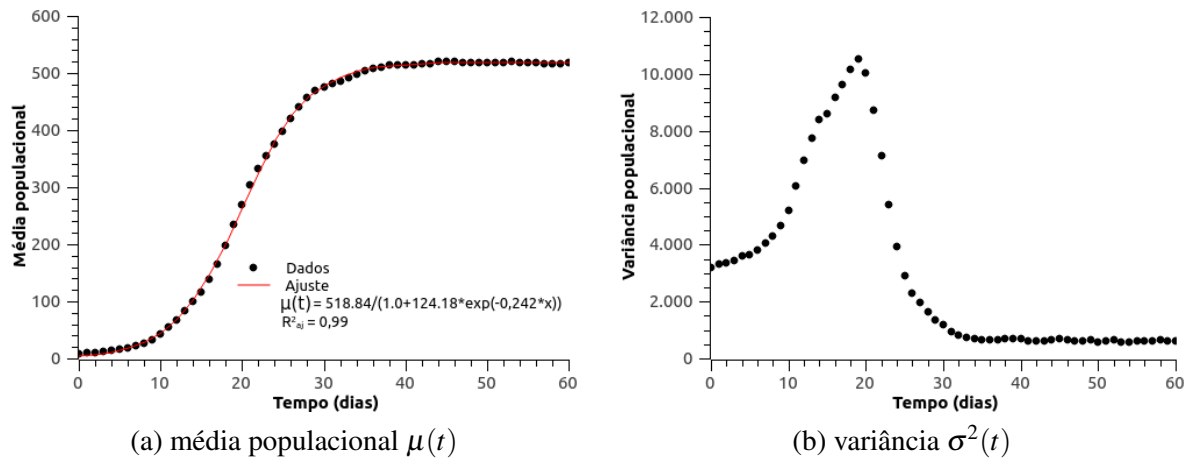 600
500
400
300
200
100
0
Média populacional
Dados
Ajuste
μ(t) = 518.84/(1.0+124.18*exp(-0,242*x))
R²aj = 0,99
0 10 20 30 40 50 60
Tempo (dias)
(a) média populacional μ(t)
12.000
10.000
8.000
6.000
4.000
2.000
0
Variância populacional
0 10 20 30 40 50 60
Tempo (dias)
(b) variância σ²(t)